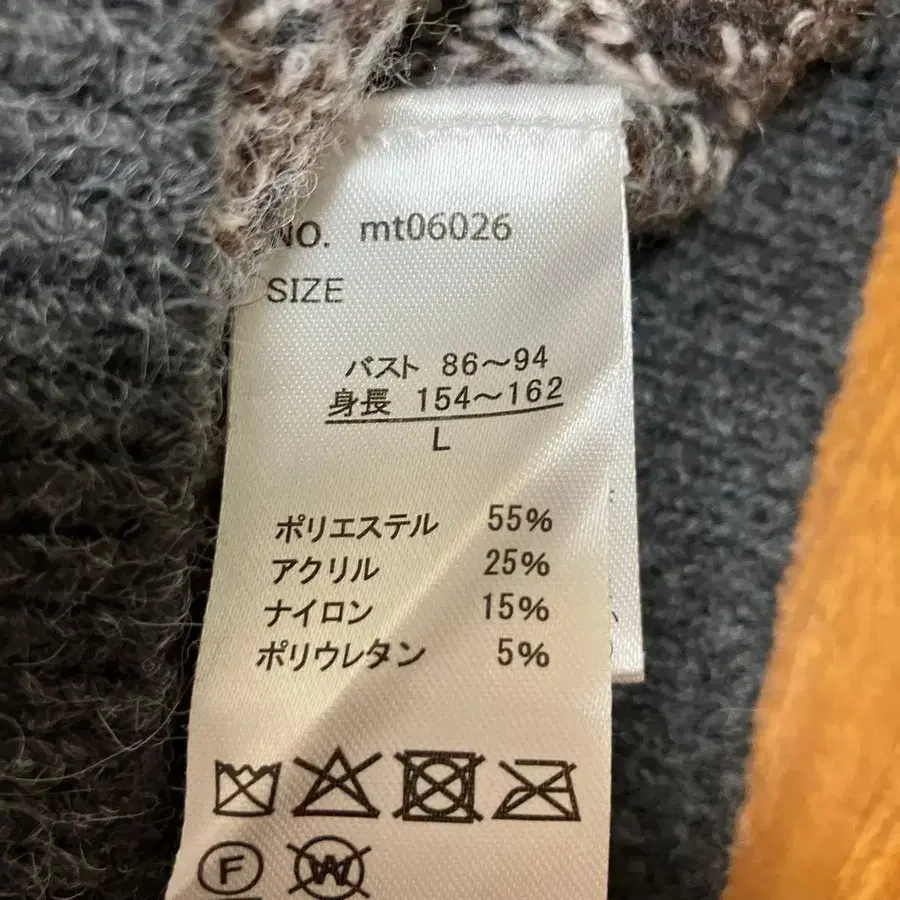 NO. mt06026
SIZE
バスト 86～94
身長 154～162
L
ポリエステル 55%
アクリル 25%
ナイロン 15%
ポリウレタン 5%
F
W